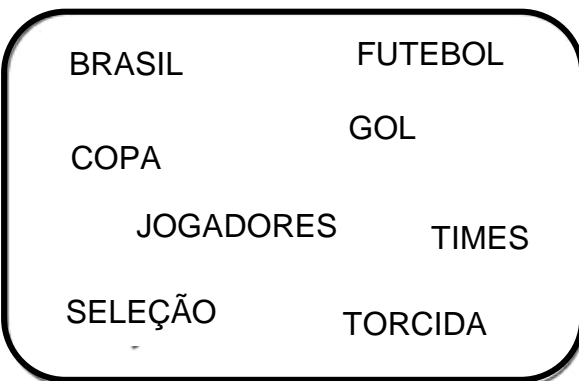 BRASIL
FUTEBOL
GOL
COPA
JOGADORES
TIMES
SELEÇÃO
TORCIDA